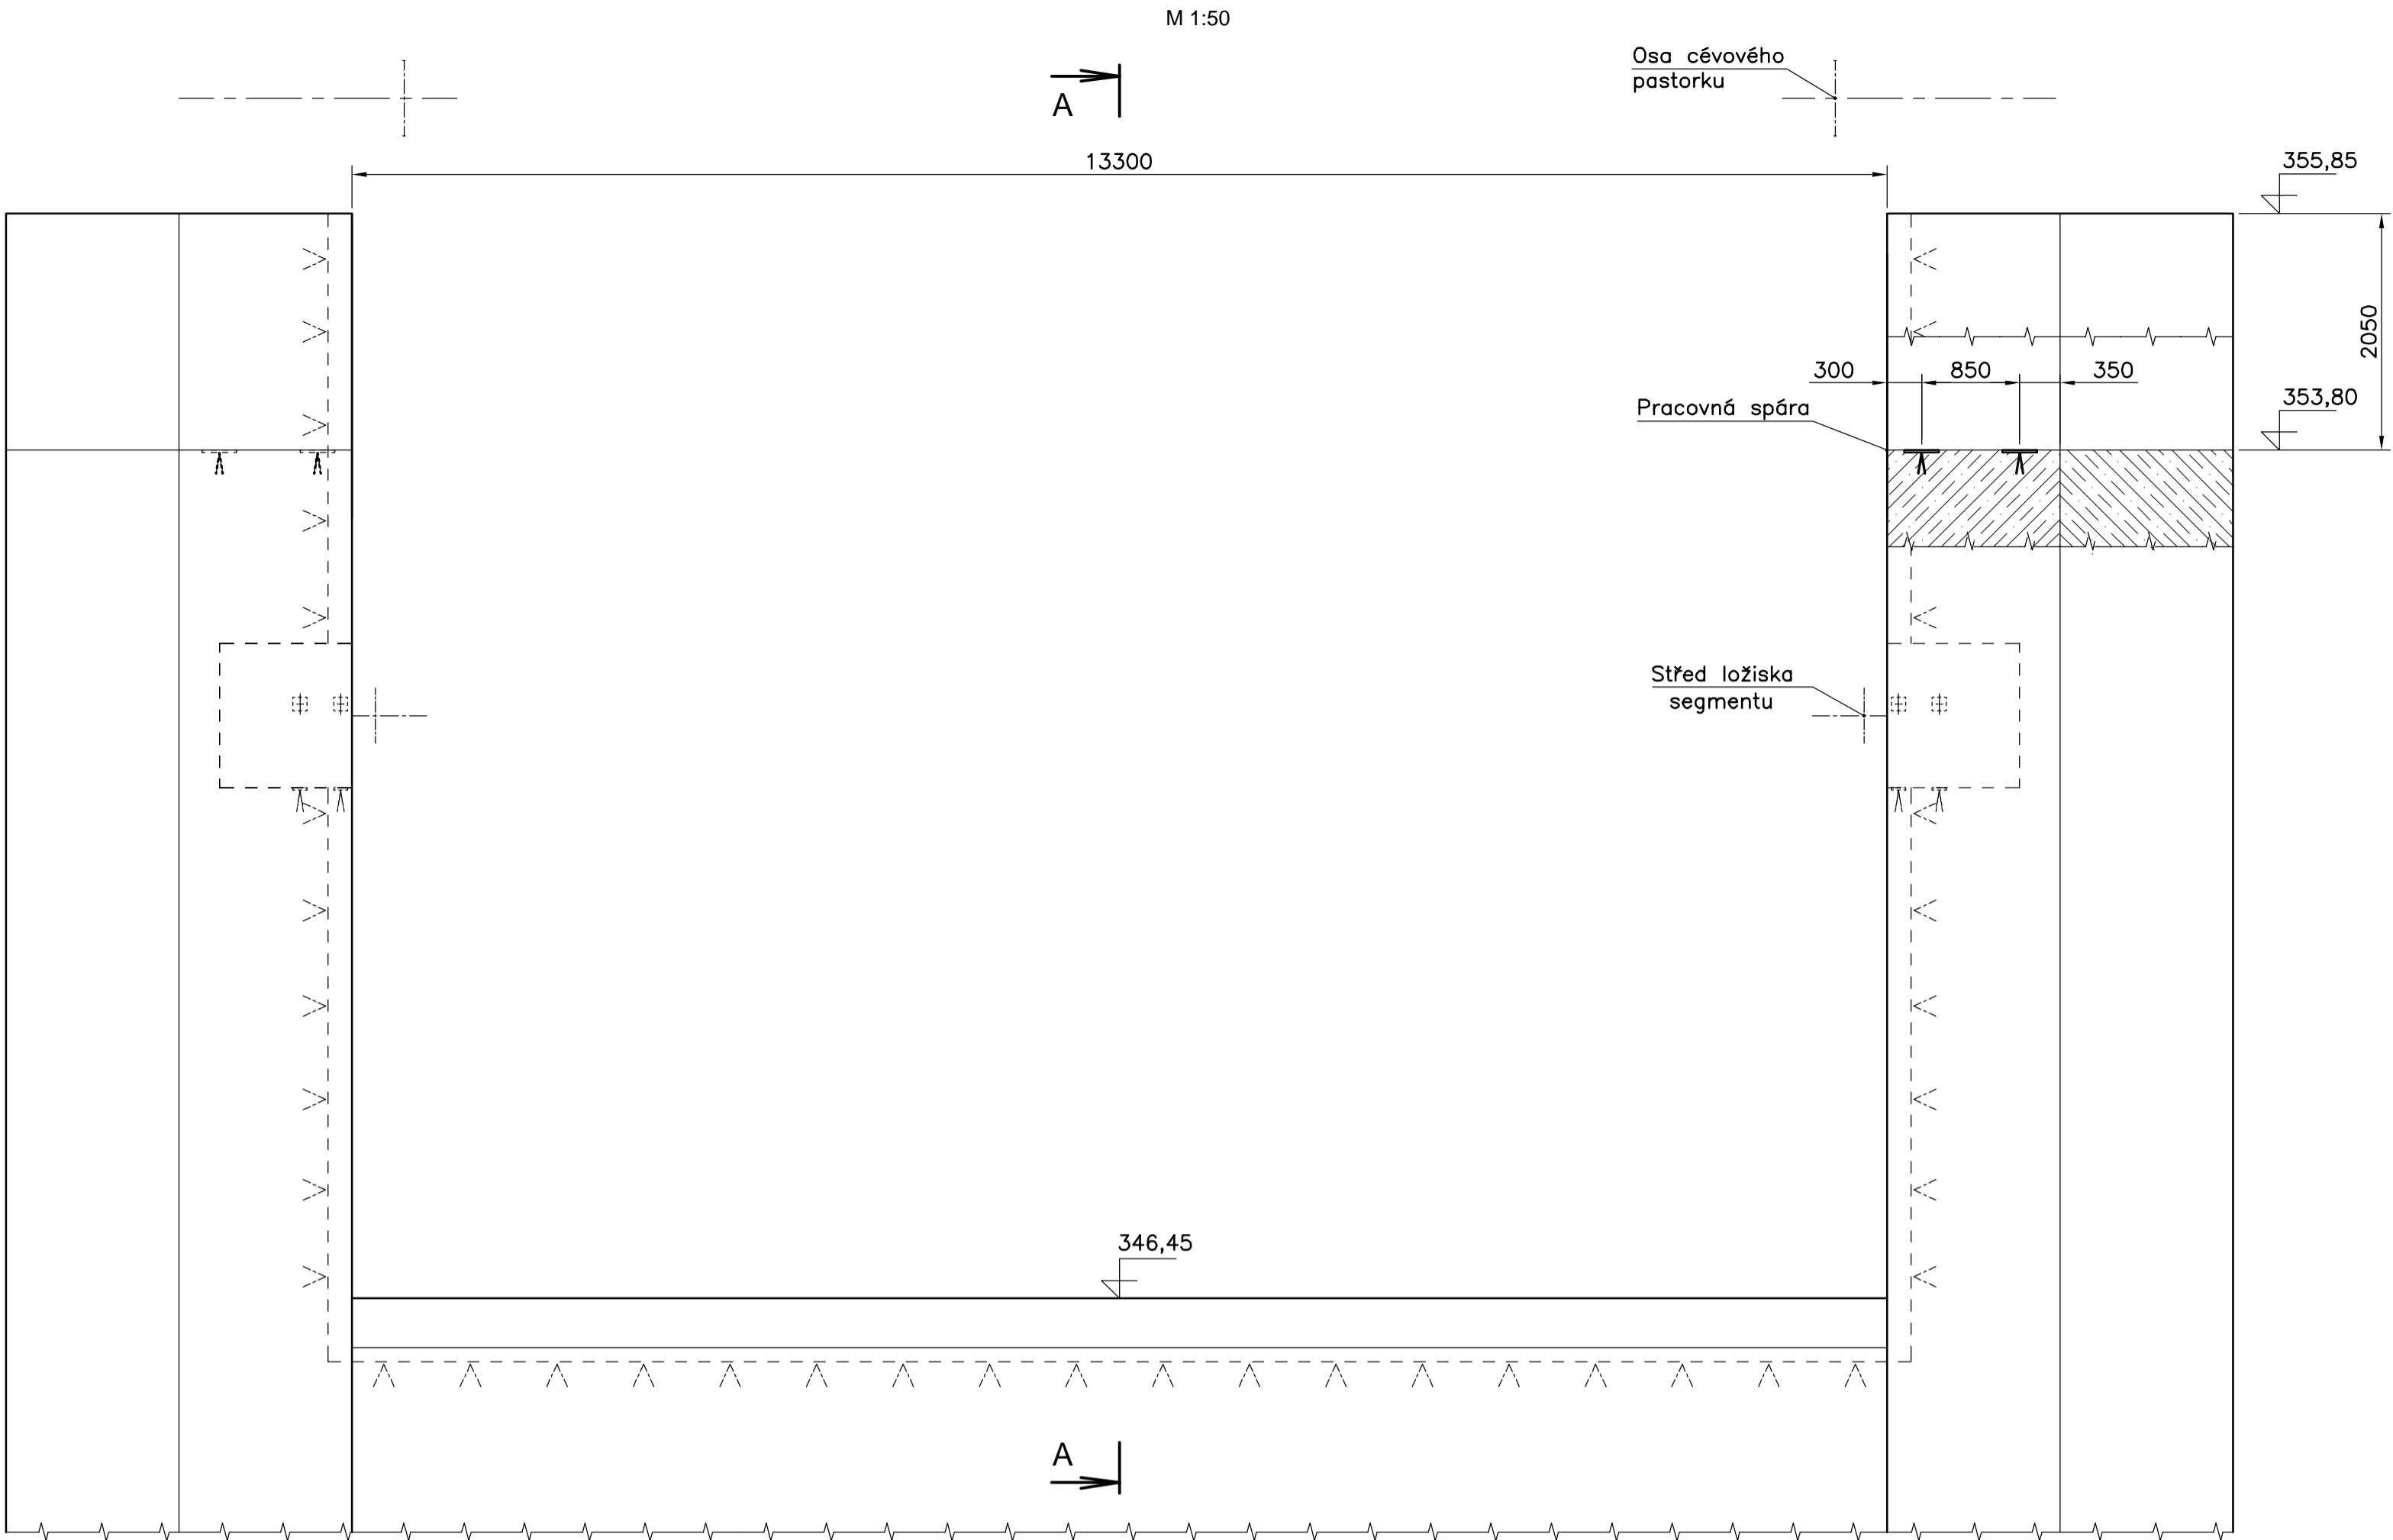 M 1:50
Osa cévového
pastorku
A
13300
355,85
2050
300
850
350
353,80
Pracovná spára
Střed ložiska
segmentu
346,45
A